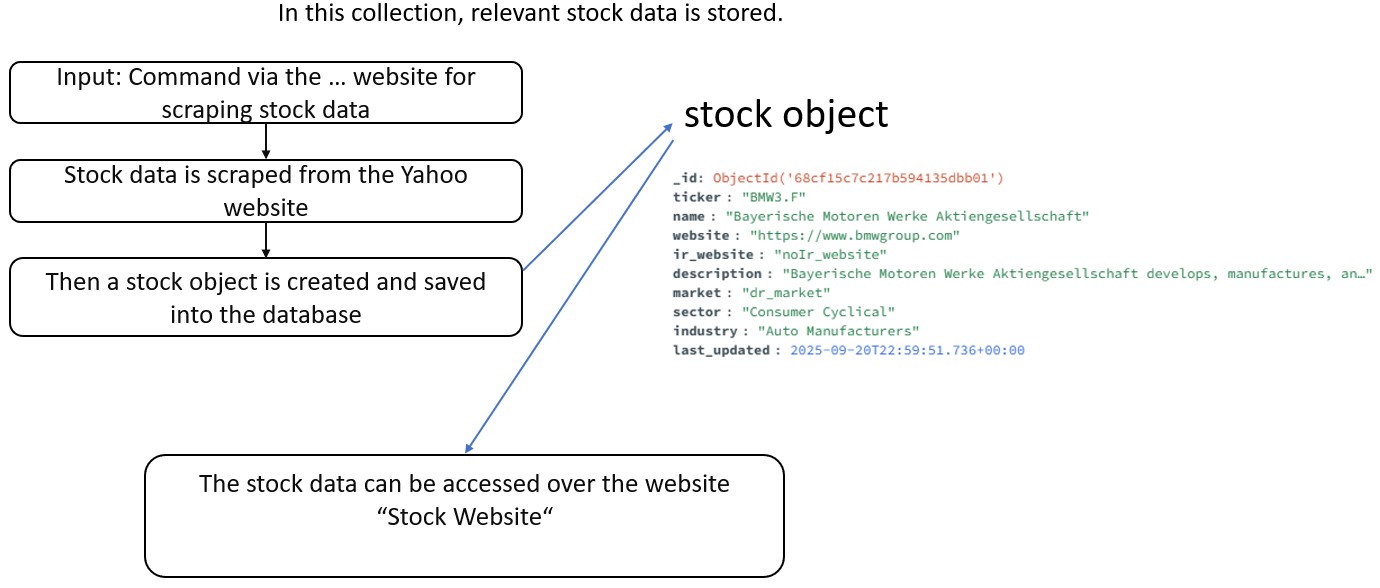 In this collection, relevant stock data is stored.
Input: Command via the ... website for
scraping stock data
Stock data is scraped from the Yahoo
website
Then a stock object is created and saved
into the database
stock object
_id: ObjectId('68cf15c7c217b594135dbb01')
ticker : "BMW3.F"
name : "Bayerische Motoren Werke Aktiengesellschaft"
website : "https://www.bmwgroup.com"
ir_website : "noIr_website"
description : "Bayerische Motoren Werke Aktiengesellschaft develops, manufactures, an…"
market : "dr_market"
sector : "Consumer Cyclical"
industry : "Auto Manufacturers"
last_updated : 2025-09-20T22:59:51.736+00:00
The stock data can be accessed over the website
“Stock Website“